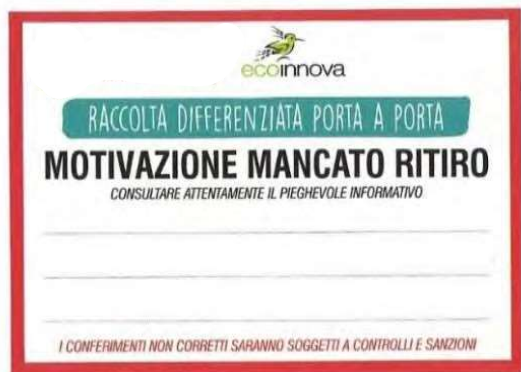 ecoinnova
RACCOLTA DIFFERENZIATA PORTA A PORTA
MOTIVAZIONE MANCATO RITIRO
CONSULTARE ATTENTAMENTE IL PIEGHEVOLE INFORMATIVO
I CONFERIMENTI NON CORRETTI SARANNO SOGGETTI A CONTROLLI E SANZIONI